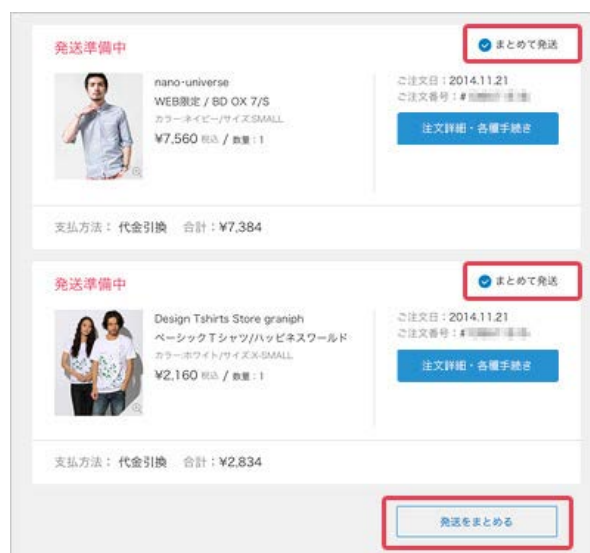 発送準備中
まとめて発送
nano･universe
WEB限定 / BD OX 7/S
カラー:ネイビー/サイズ:SMALL
¥7,560 税込 / 数量：1
ご注文日：2014.11.21
ご注文番号：#
注文詳細・各種手続き
支払方法： 代金引換 合計：¥7,384
発送準備中
まとめて発送
Design Tshirts Store graniph
ベーシックTシャツ/ハッピネスワールド
カラー:ホワイト/サイズ:X-SMALL
¥2,160 税込 / 数量：1
ご注文日：2014.11.21
ご注文番号：#
注文詳細・各種手続き
支払方法： 代金引換 合計：¥2,834
発送をまとめる